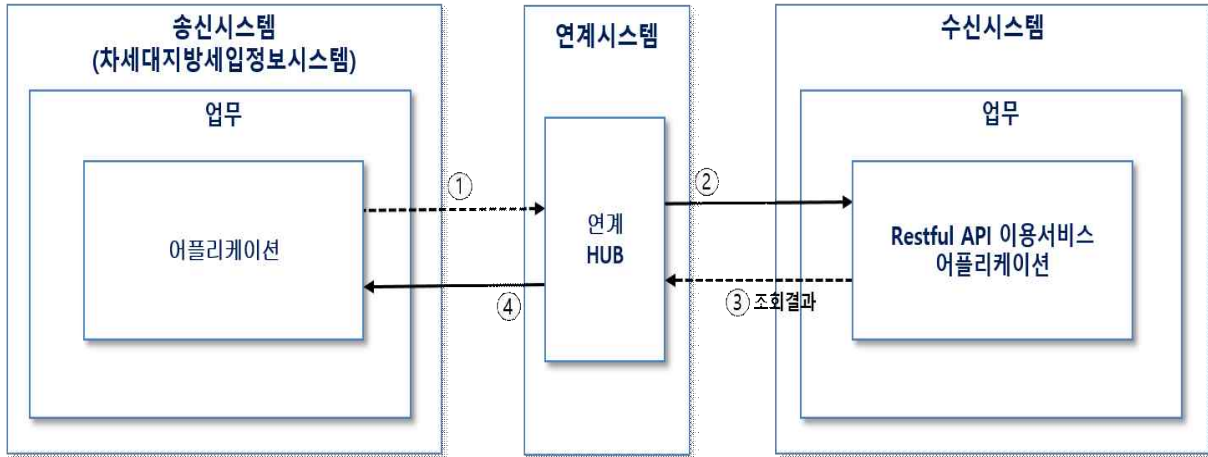 송신시스템
(차세대지방세입정보시스템)
업무
어플리케이션
①
④
연계시스템
연계
HUB
②
③ 조회결과
수신시스템
업무
Restful API 이용서비스
어플리케이션